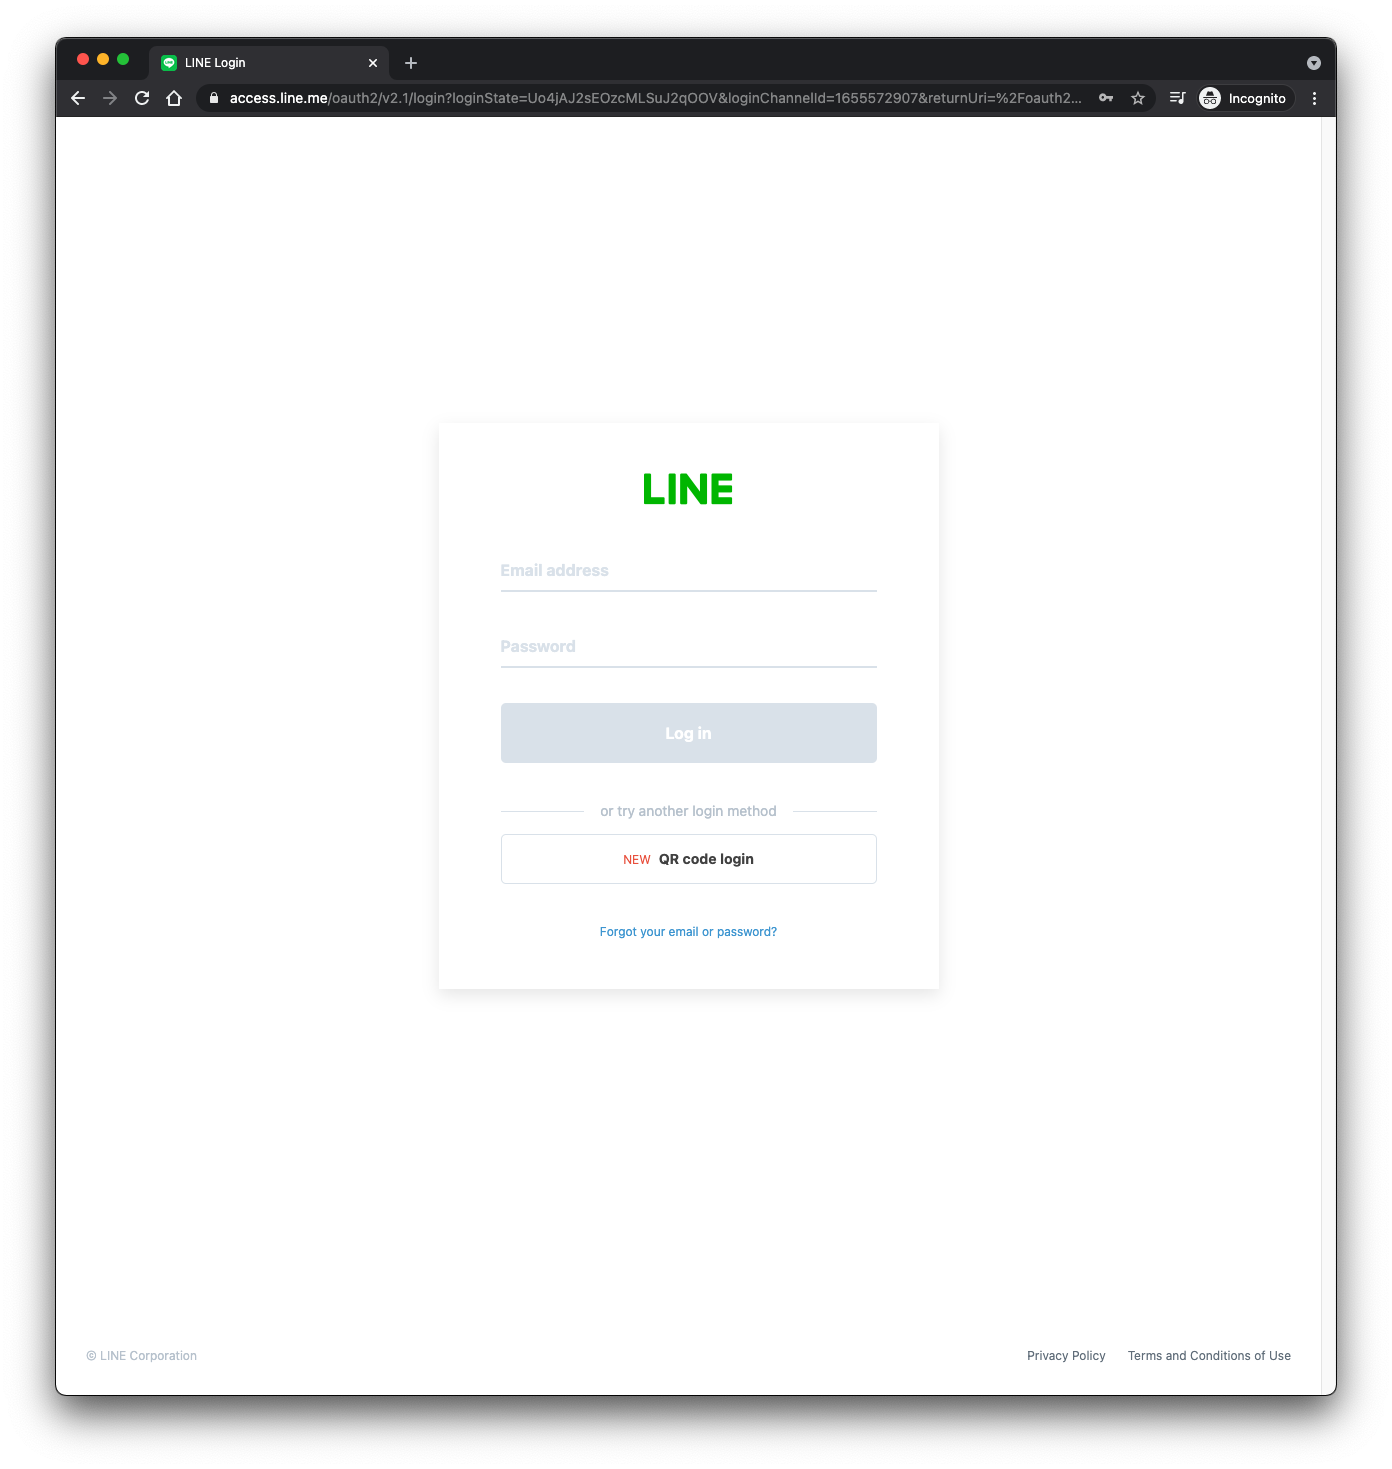 LINE Login
access.line.me/oauth2/v2.1/login?loginState=Uo4jAJ2sEOzcMLSuJ2qOOV&loginChannelId=1655572907&returnUri=%2Foauth2...
Incognito
LINE
Email address
Password
Log in
or try another login method
NEW QR code login
Forgot your email or password?
© LINE Corporation
Privacy Policy
Terms and Conditions of Use